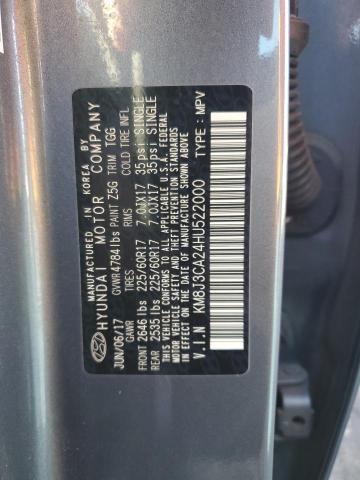 MANUFACTURED IN KOREA BY
HYUNDAI MOTOR COMPANY
GVWR 4784 lbs PAINT Z5G TRIM TGG
JUN/06/17 GAWR TIRES RIMS COLD TIRE INFL
FRONT 2646 lbs 225/60R17 7.0JX17 35psi SINGLE
REAR 2535 lbs 225/60R17 7.0JX17 35psi SINGLE
THIS VEHICLE CONFORMS TO ALL APPLICABLE U.S.A. FEDERAL
MOTOR VEHICLE SAFETY, BUMPER, AND THEFT PREVENTION
STANDARDS IN EFFECT ON THE DATE OF MANUFACTURE SHOWN ABOVE.
V.I.N KM8J3CA24HU522000 TYPE : MPV